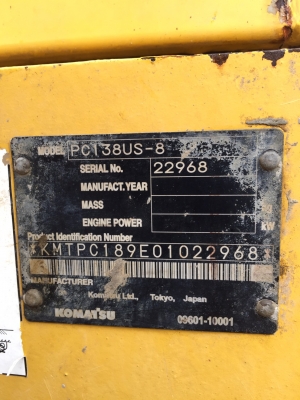 MODEL PC138US-8
SERIAL No. 22968
MANUFACT. YEAR
MASS kg
ENGINE POWER kW
Product Identification Number
*KMTPC189E01022968*
MANUFACTURER
Komatsu Ltd., Tokyo, Japan
KOMATSU 09601-10001